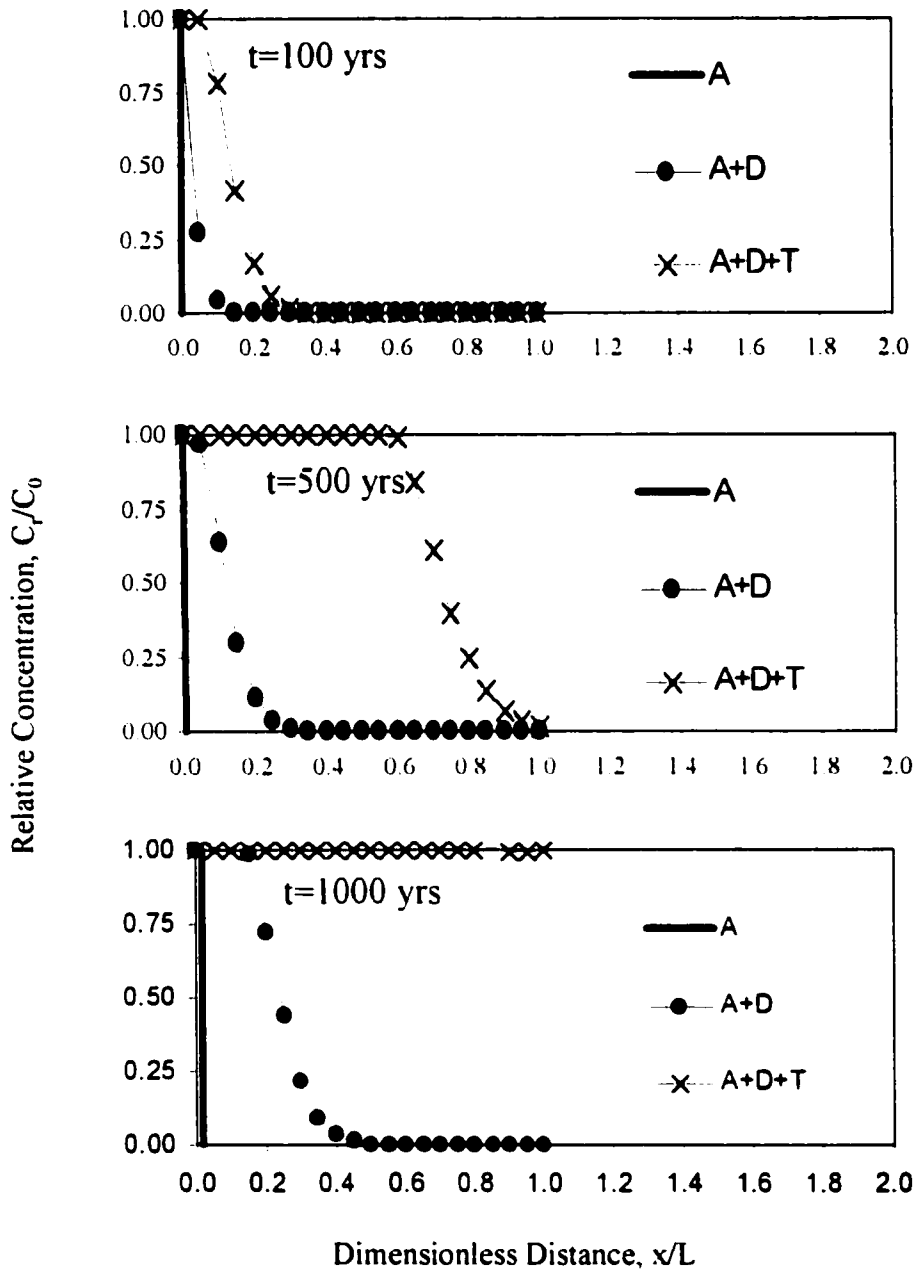 1.00
0.75
0.50
0.25
0.00
t=100 yrs
A
A+D
A+D+T
0.0 0.2 0.4 0.6 0.8 1.0 1.2 1.4 1.6 1.8 2.0
Relative Concentration, Cr/C0
1.00
0.75
0.50
0.25
0.00
t=500 yrs
A
A+D
A+D+T
0.0 0.2 0.4 0.6 0.8 1.0 1.2 1.4 1.6 1.8 2.0
1.00
0.75
0.50
0.25
0.00
t=1000 yrs
A
A+D
A+D+T
0.0 0.2 0.4 0.6 0.8 1.0 1.2 1.4 1.6 1.8 2.0
Dimensionless Distance, x/L